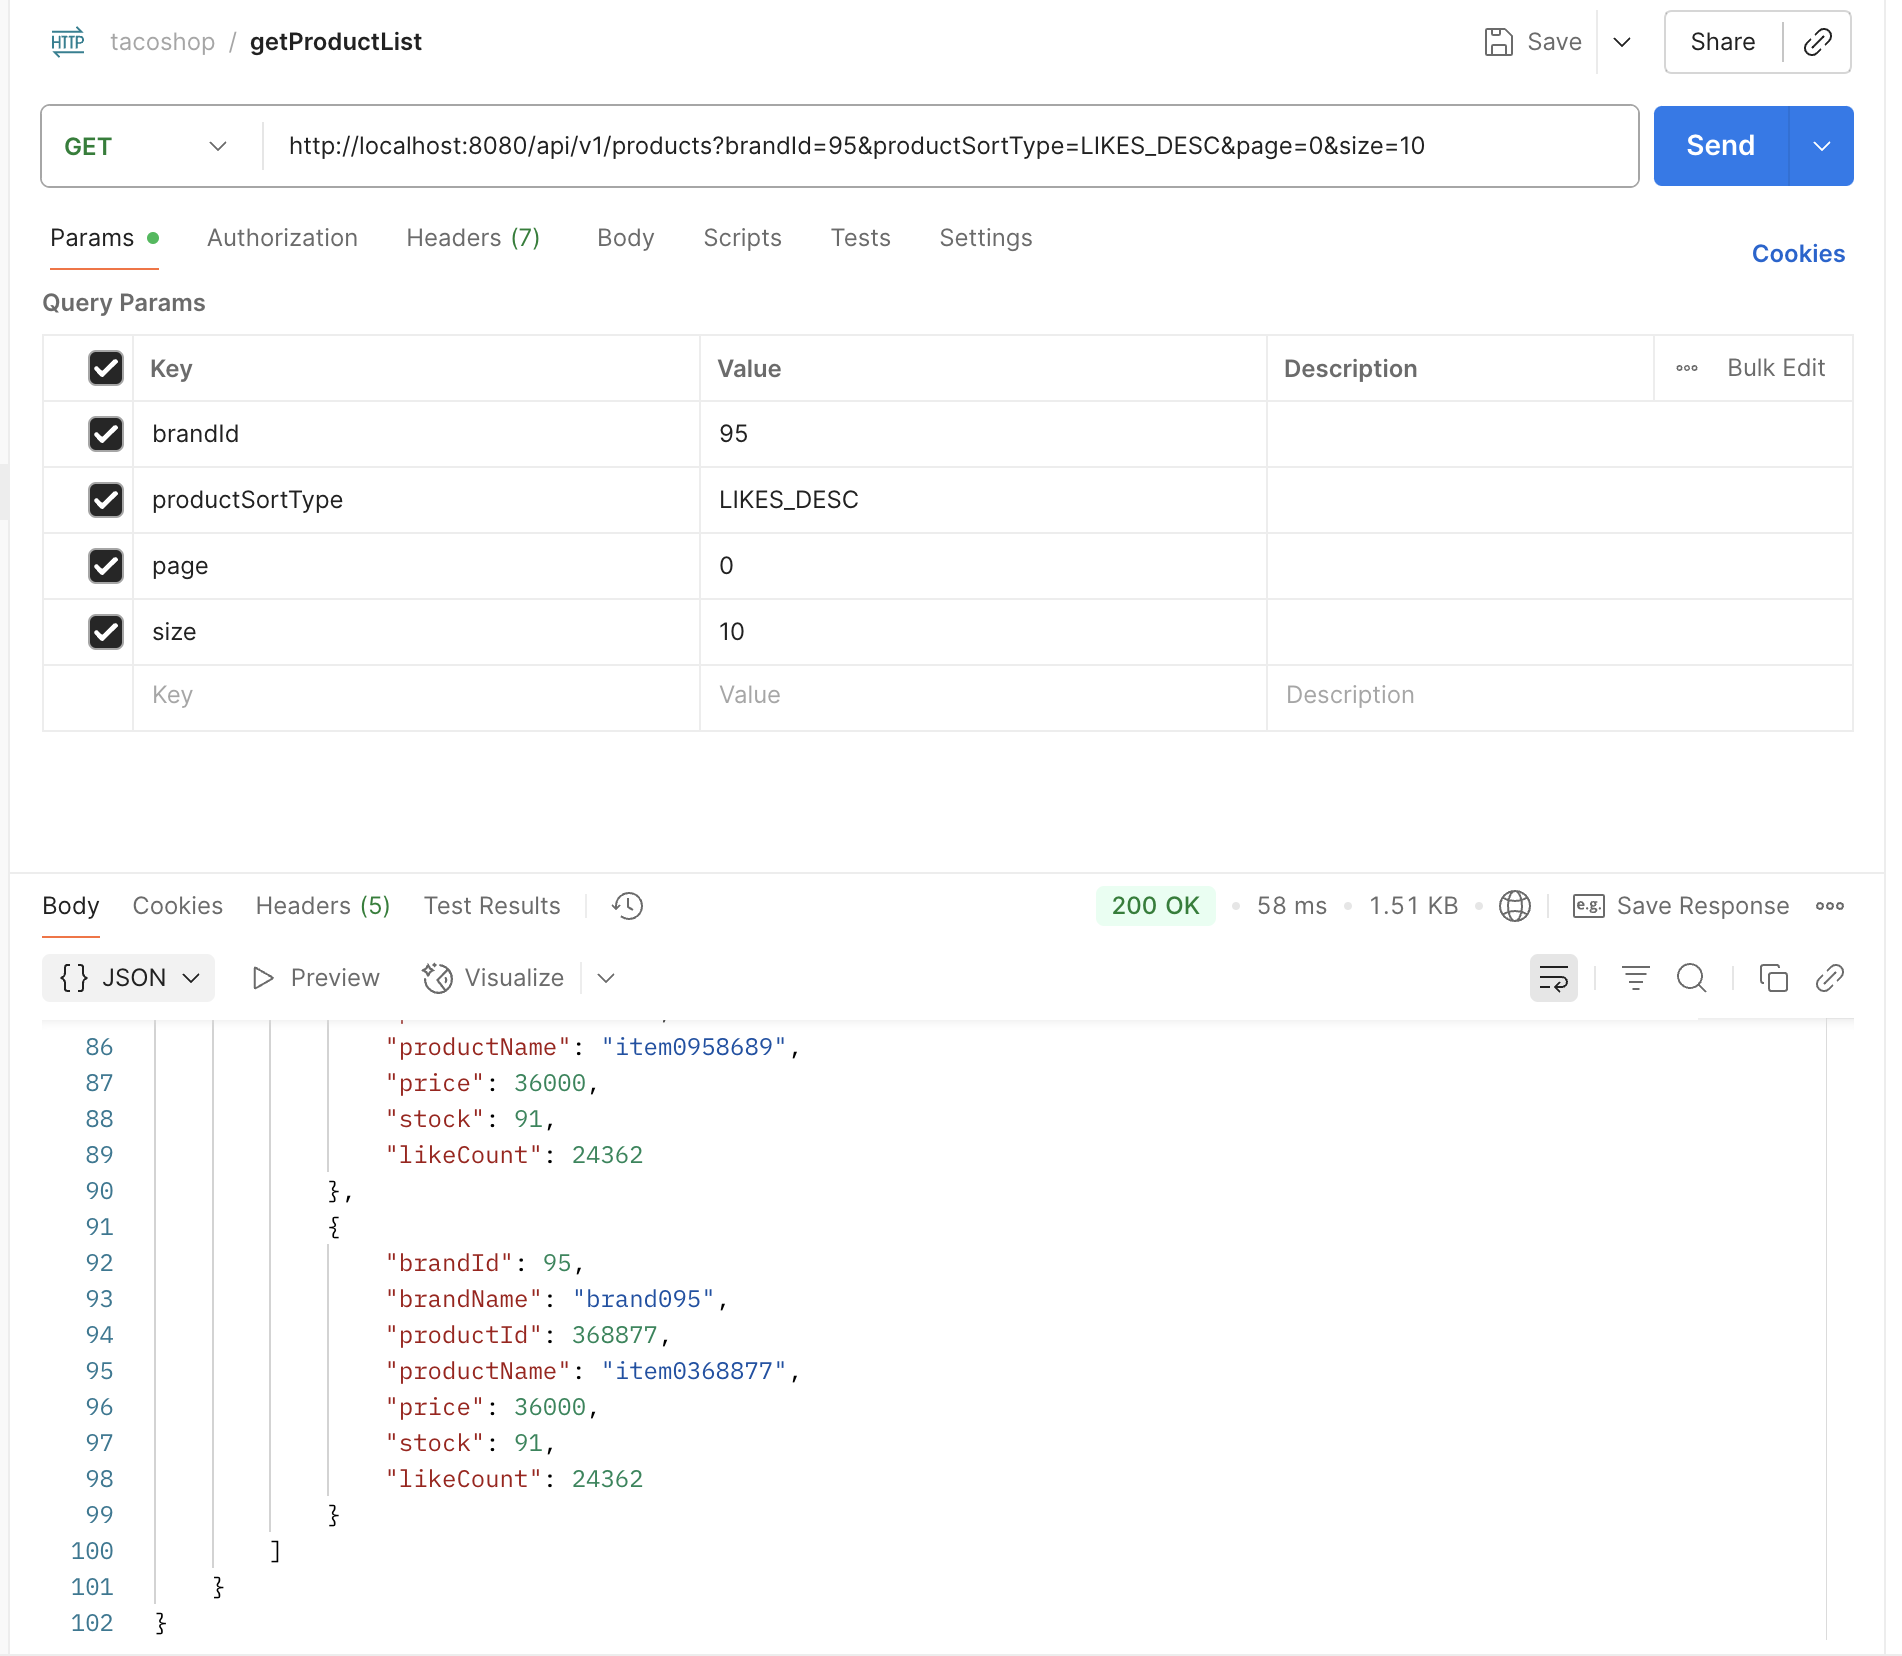 HTTP tacoshop / getProductList Save Share
GET http://localhost:8080/api/v1/products?brandId=95&productSortType=LIKES_DESC&page=0&size=10 Send
Params Authorization Headers (7) Body Scripts Tests Settings
Cookies
Query Params
Key Value Description Bulk Edit
brandId 95
productSortType LIKES_DESC
page 0
size 10
Key Value Description
Body Cookies Headers (5) Test Results 200 OK 58 ms 1.51 KB e.g. Save Response
{} JSON Preview Visualize
86 "productName": "item0958689",
87 "price": 36000,
88 "stock": 91,
89 "likeCount": 24362
90 },
91 {
92 "brandId": 95,
93 "brandName": "brand095",
94 "productId": 368877,
95 "productName": "item0368877",
96 "price": 36000,
97 "stock": 91,
98 "likeCount": 24362
99 }
100 ]
101 }
102 }